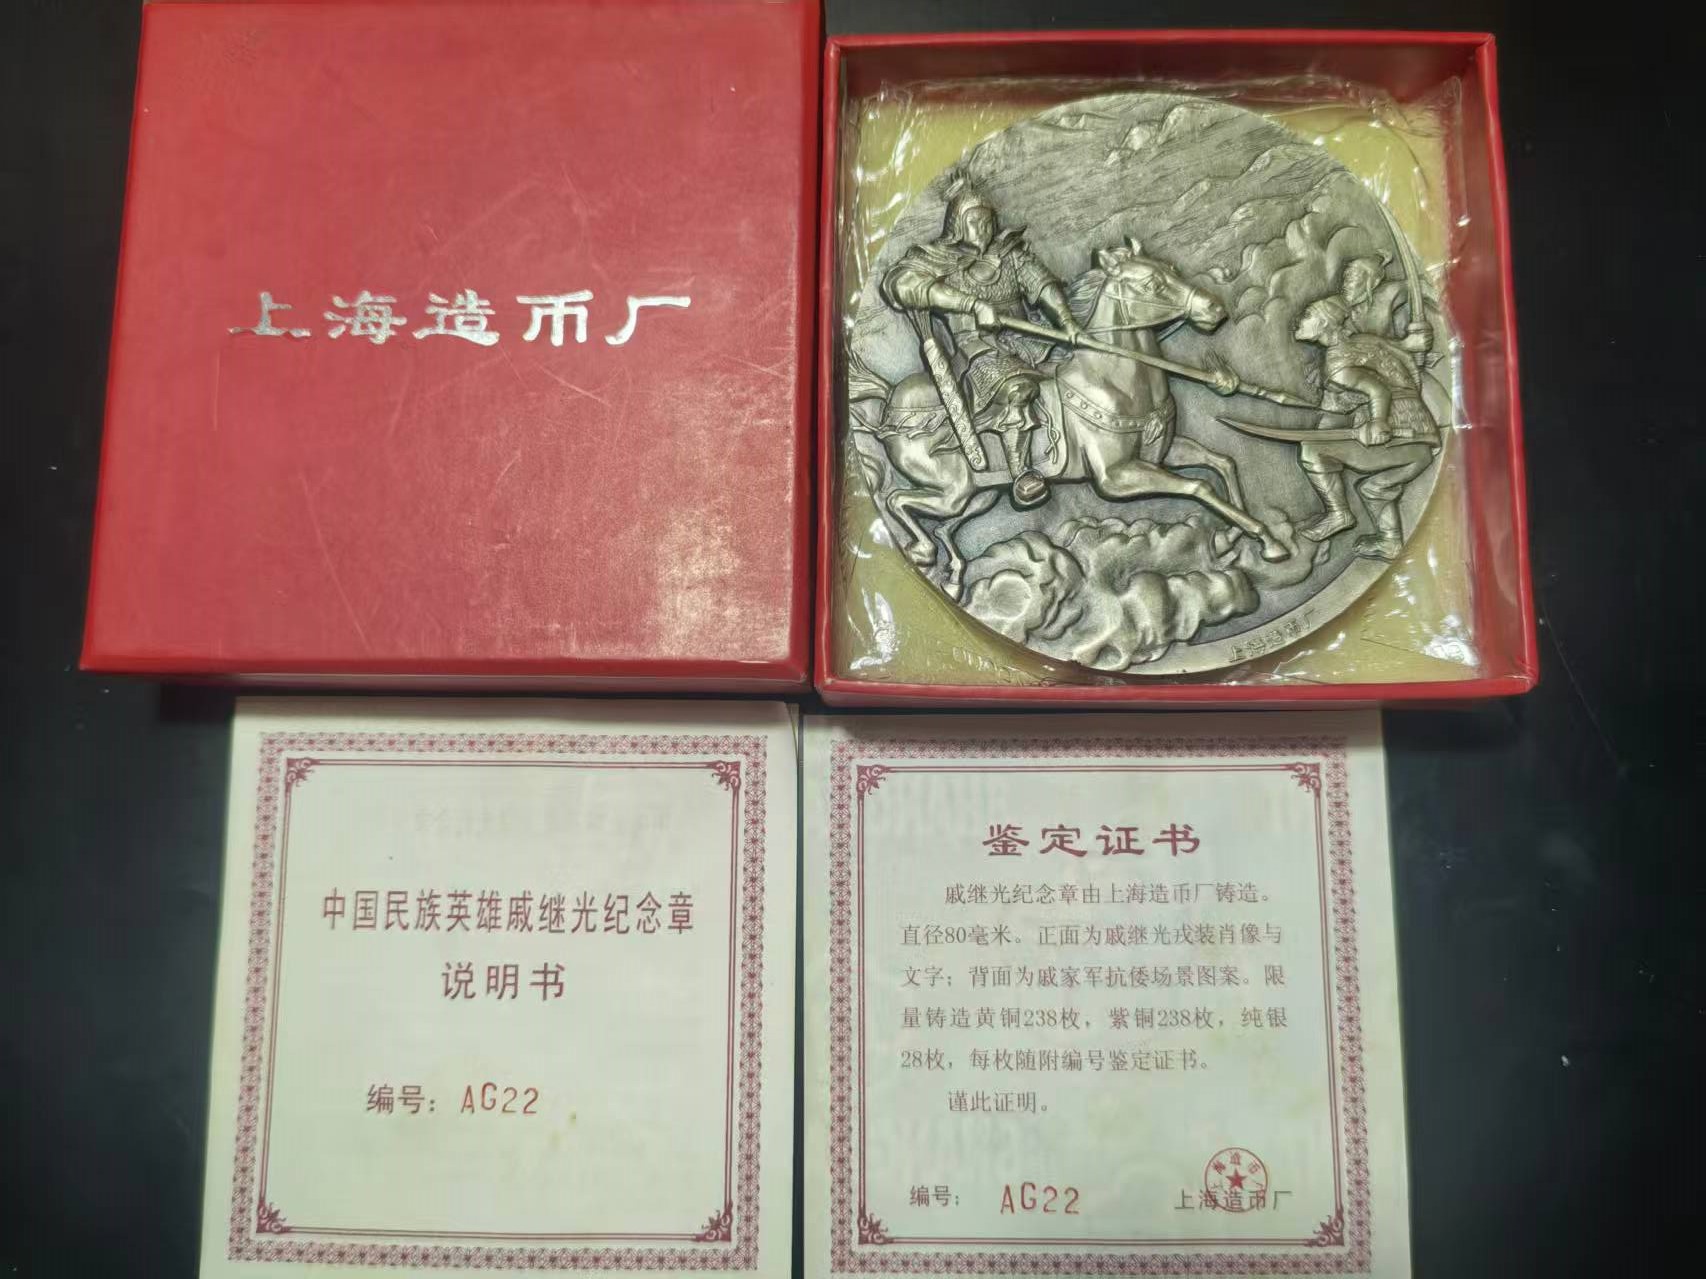 上海造币厂
上海造币厂
中国民族英雄戚继光纪念章
说明书
编号：AG22
鉴定证书
戚继光纪念章由上海造币厂铸造。
直径80毫米。正面为戚继光戎装肖像与
文字；背面为戚家军抗倭场景图案。限
量铸造黄铜238枚，紫铜238枚，纯银
28枚，每枚随附编号鉴定证书。
谨此证明。
上海造币厂
编号：AG22
上海造币厂